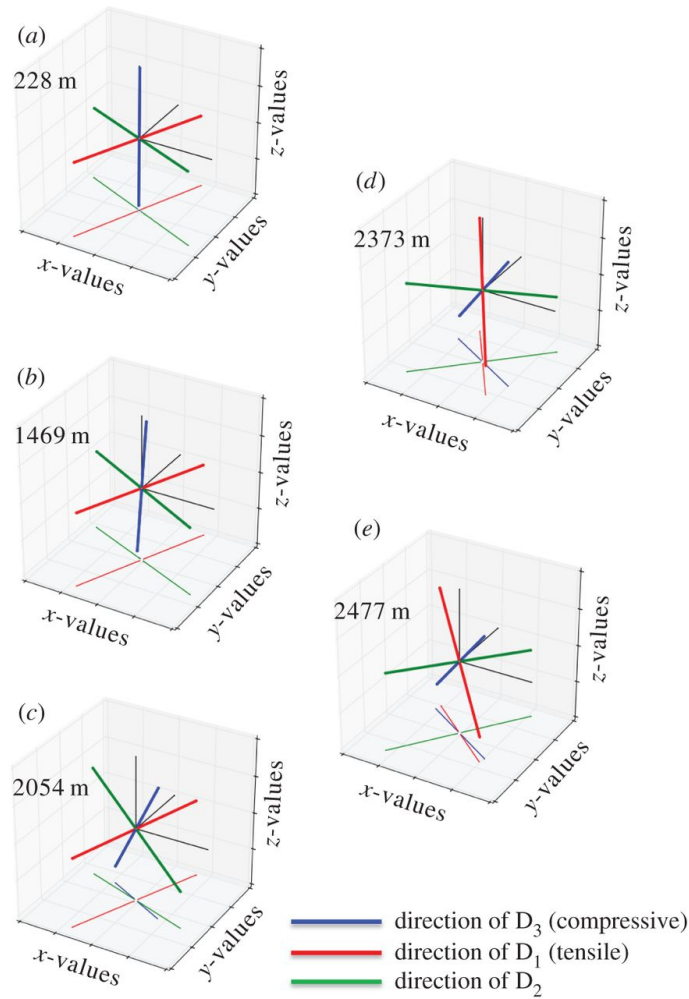 (a)
228 m
z-values
x-values
y-values
(b)
1469 m
z-values
x-values
y-values
(c)
2054 m
z-values
x-values
y-values
(d)
2373 m
z-values
x-values
y-values
(e)
2477 m
z-values
x-values
y-values
direction of D₃ (compressive)
direction of D₁ (tensile)
direction of D₂